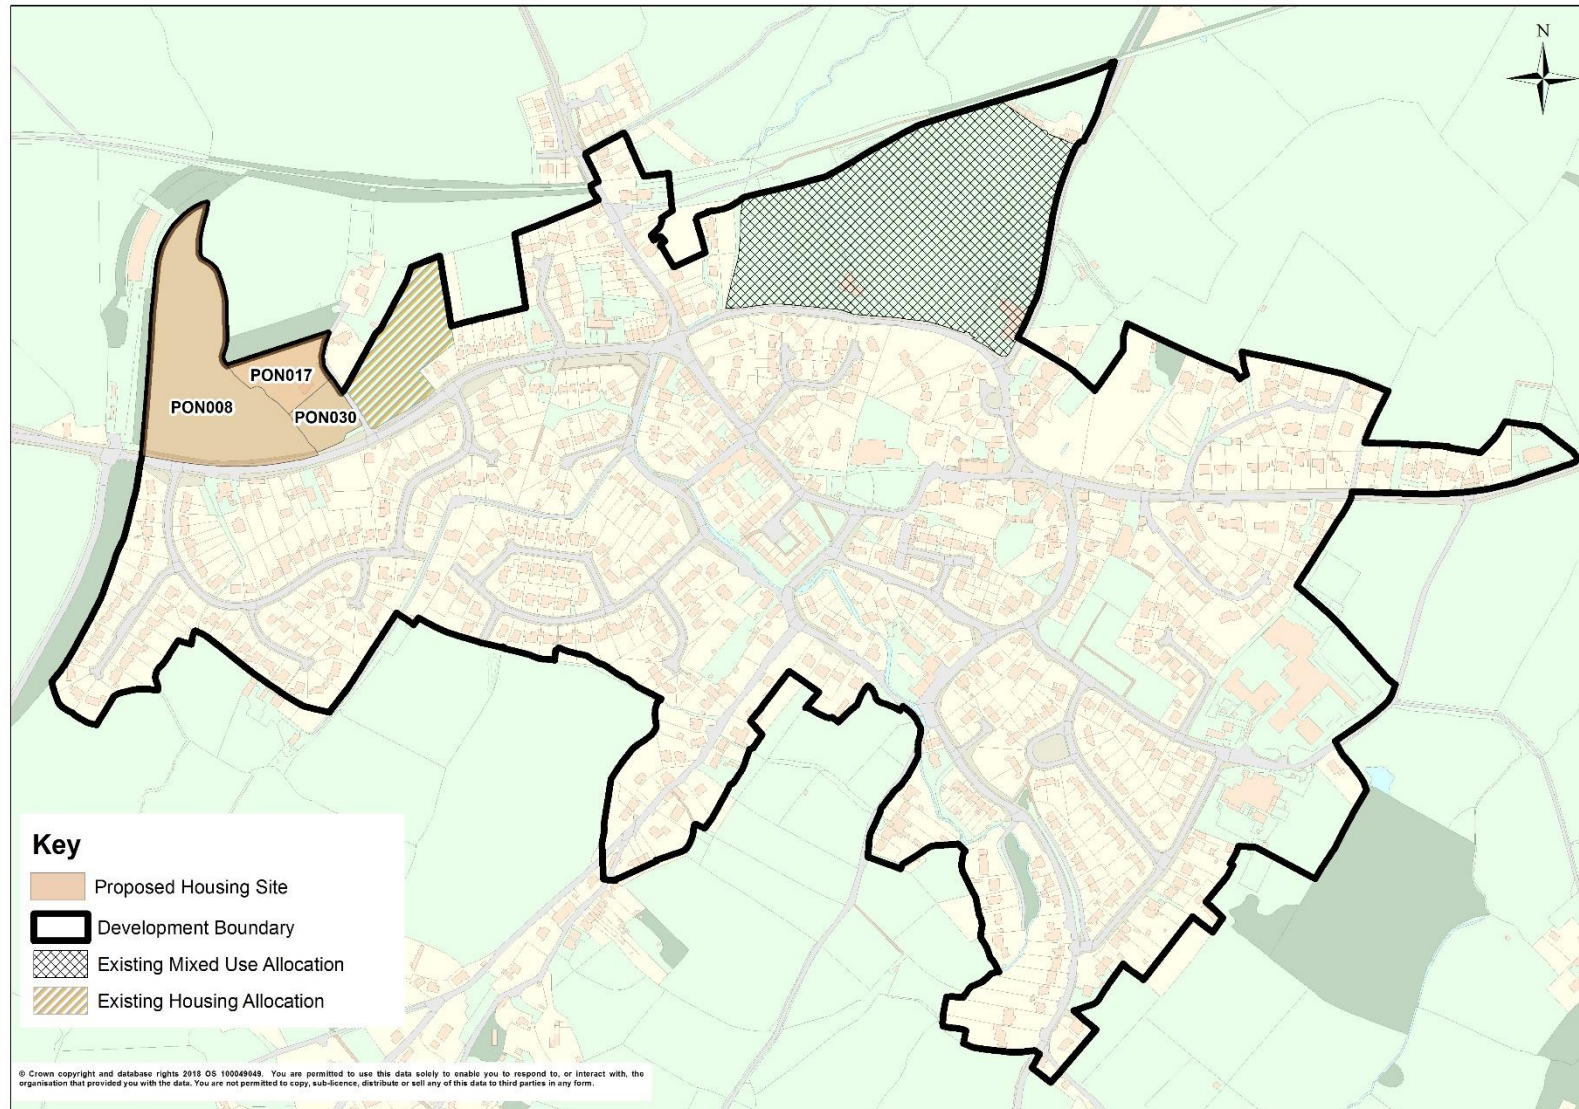 N
PON017
PON008
PON030
Key
Proposed Housing Site
Development Boundary
Existing Mixed Use Allocation
Existing Housing Allocation
© Crown copyright and database rights 2018 OS 100049049. You are permitted to use this data solely to enable you to respond to, or interact with, the
organisation that provided you with the data. You are not permitted to copy, sub-licence, distribute or sell any of this data to third parties in any form.